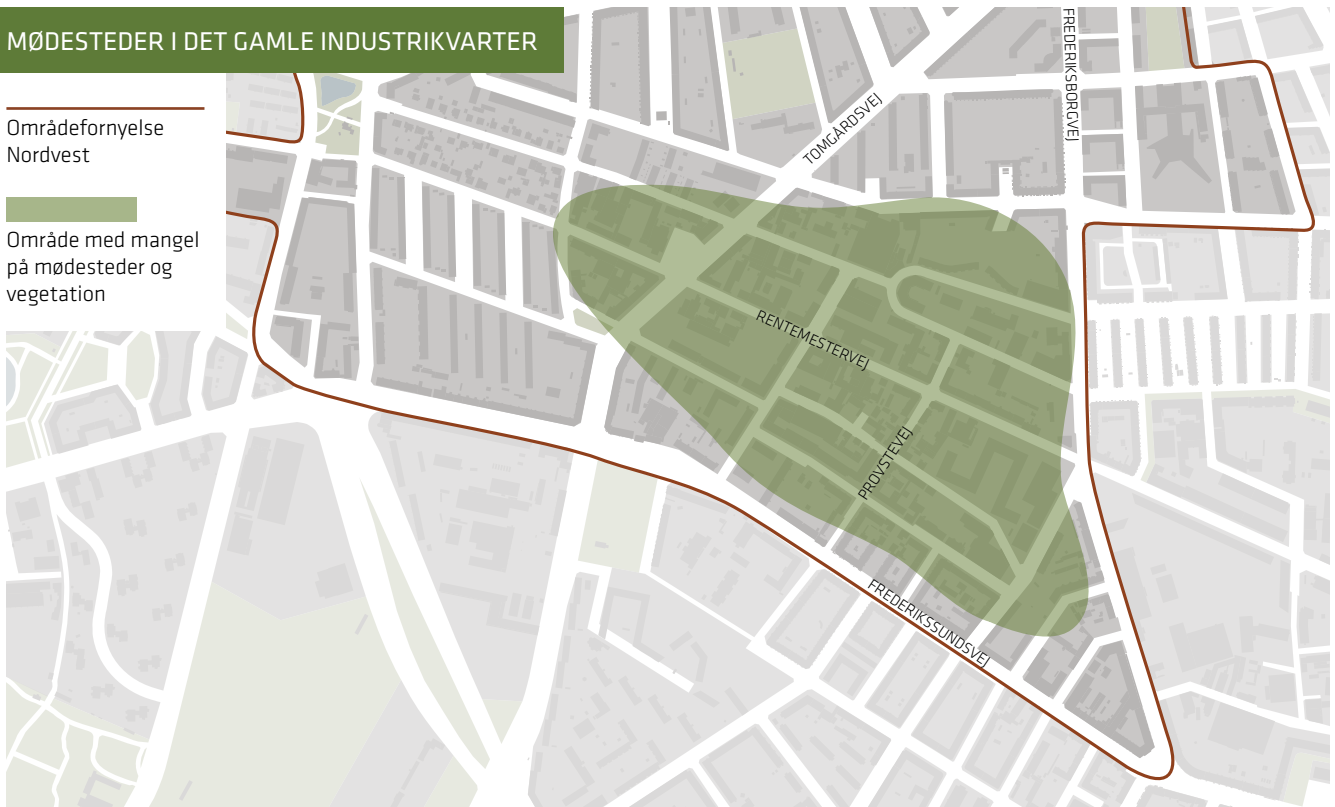 MØDESTEDER I DET GAMLE INDUSTRIKVARTER
Områdefornyelse
Nordvest
Område med mangel
på mødesteder og
vegetation
FREDERIKSBORGVEJ
TOMGÅRDSVEJ
RENTEMESTERVEJ
PROVSTEVEJ
FREDERIKSSUNDSVEJ